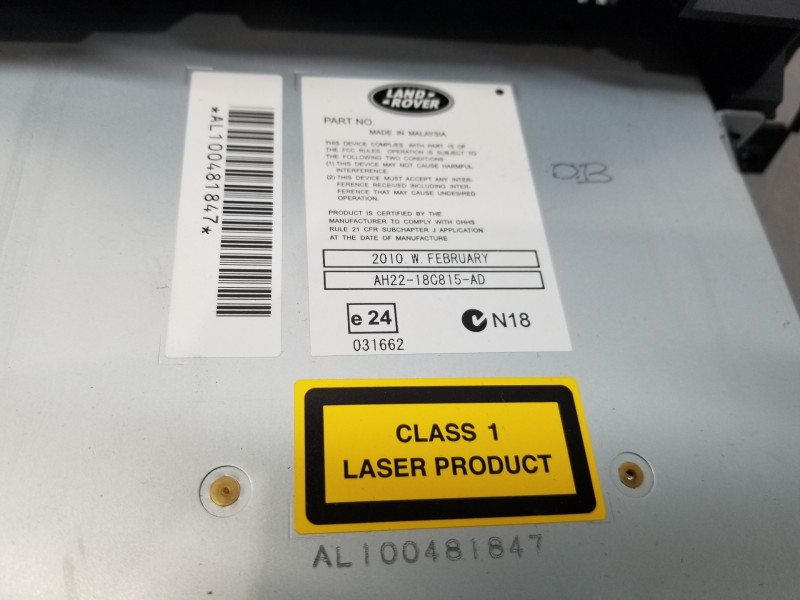 *AL100481847*
LAND
ROVER
PART NO.
MADE IN MALAYSIA
THIS DEVICE COMPLIES WITH PART 15 OF
THE FCC RULES, OPERATION IS SUBJECT TO
THE FOLLOWING TWO CONDITIONS
(1) THIS DEVICE MAY NOT CAUSE HARMFUL
INTERFERENCE.
(2) THIS DEVICE MUST ACCEPT ANY INTER-
FERENCE RECEIVED INCLUDING INTER-
FERENCE THAT MAY CAUSE UNDESIRED
OPERATION.
PRODUCT IS CERTIFIED BY THE
MANUFACTURER TO COMPLY WITH DHHS
RULE 21 CFR SUBCHAPTER J APPLICATION
AT THE DATE OF MANUFACTURE.
2010. W. FEBRUARY
AH22-18C815-AD
e 24
N18
031662
CLASS 1
LASER PRODUCT
AL100481847